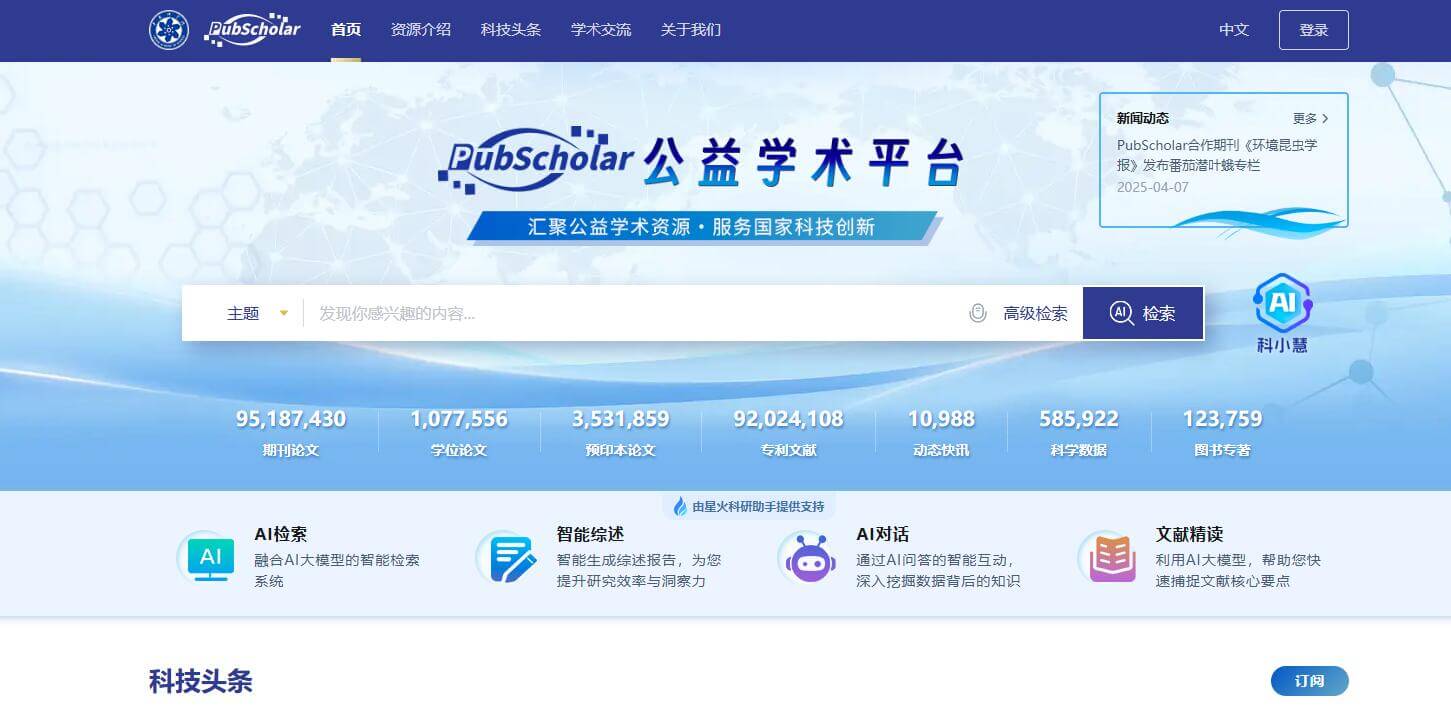 PubScholar
首页
资源介绍
科技头条
学术交流
关于我们
中文
登录
PubScholar 公益学术平台
汇聚公益学术资源·服务国家科技创新
新闻动态
更多
PubScholar合作期刊《环境昆虫学
报》发布番茄潜叶蛾专栏
2025-04-07
主题
发现你感兴趣的内容...
高级检索
AI 检索
AI
科小慧
95,187,430
期刊论文
1,077,556
学位论文
3,531,859
预印本论文
92,024,108
专利文献
10,988
动态快讯
585,922
科学数据
123,759
图书专著
由星火科研助手提供支持
AI
AI检索
融合AI大模型的智能检索
系统
智能综述
智能生成综述报告，为您
提升研究效率与洞察力
AI对话
通过AI问答的智能互动，
深入挖掘数据背后的知识
文献精读
利用AI大模型，帮助您快
速捕捉文献核心要点
科技头条
订阅